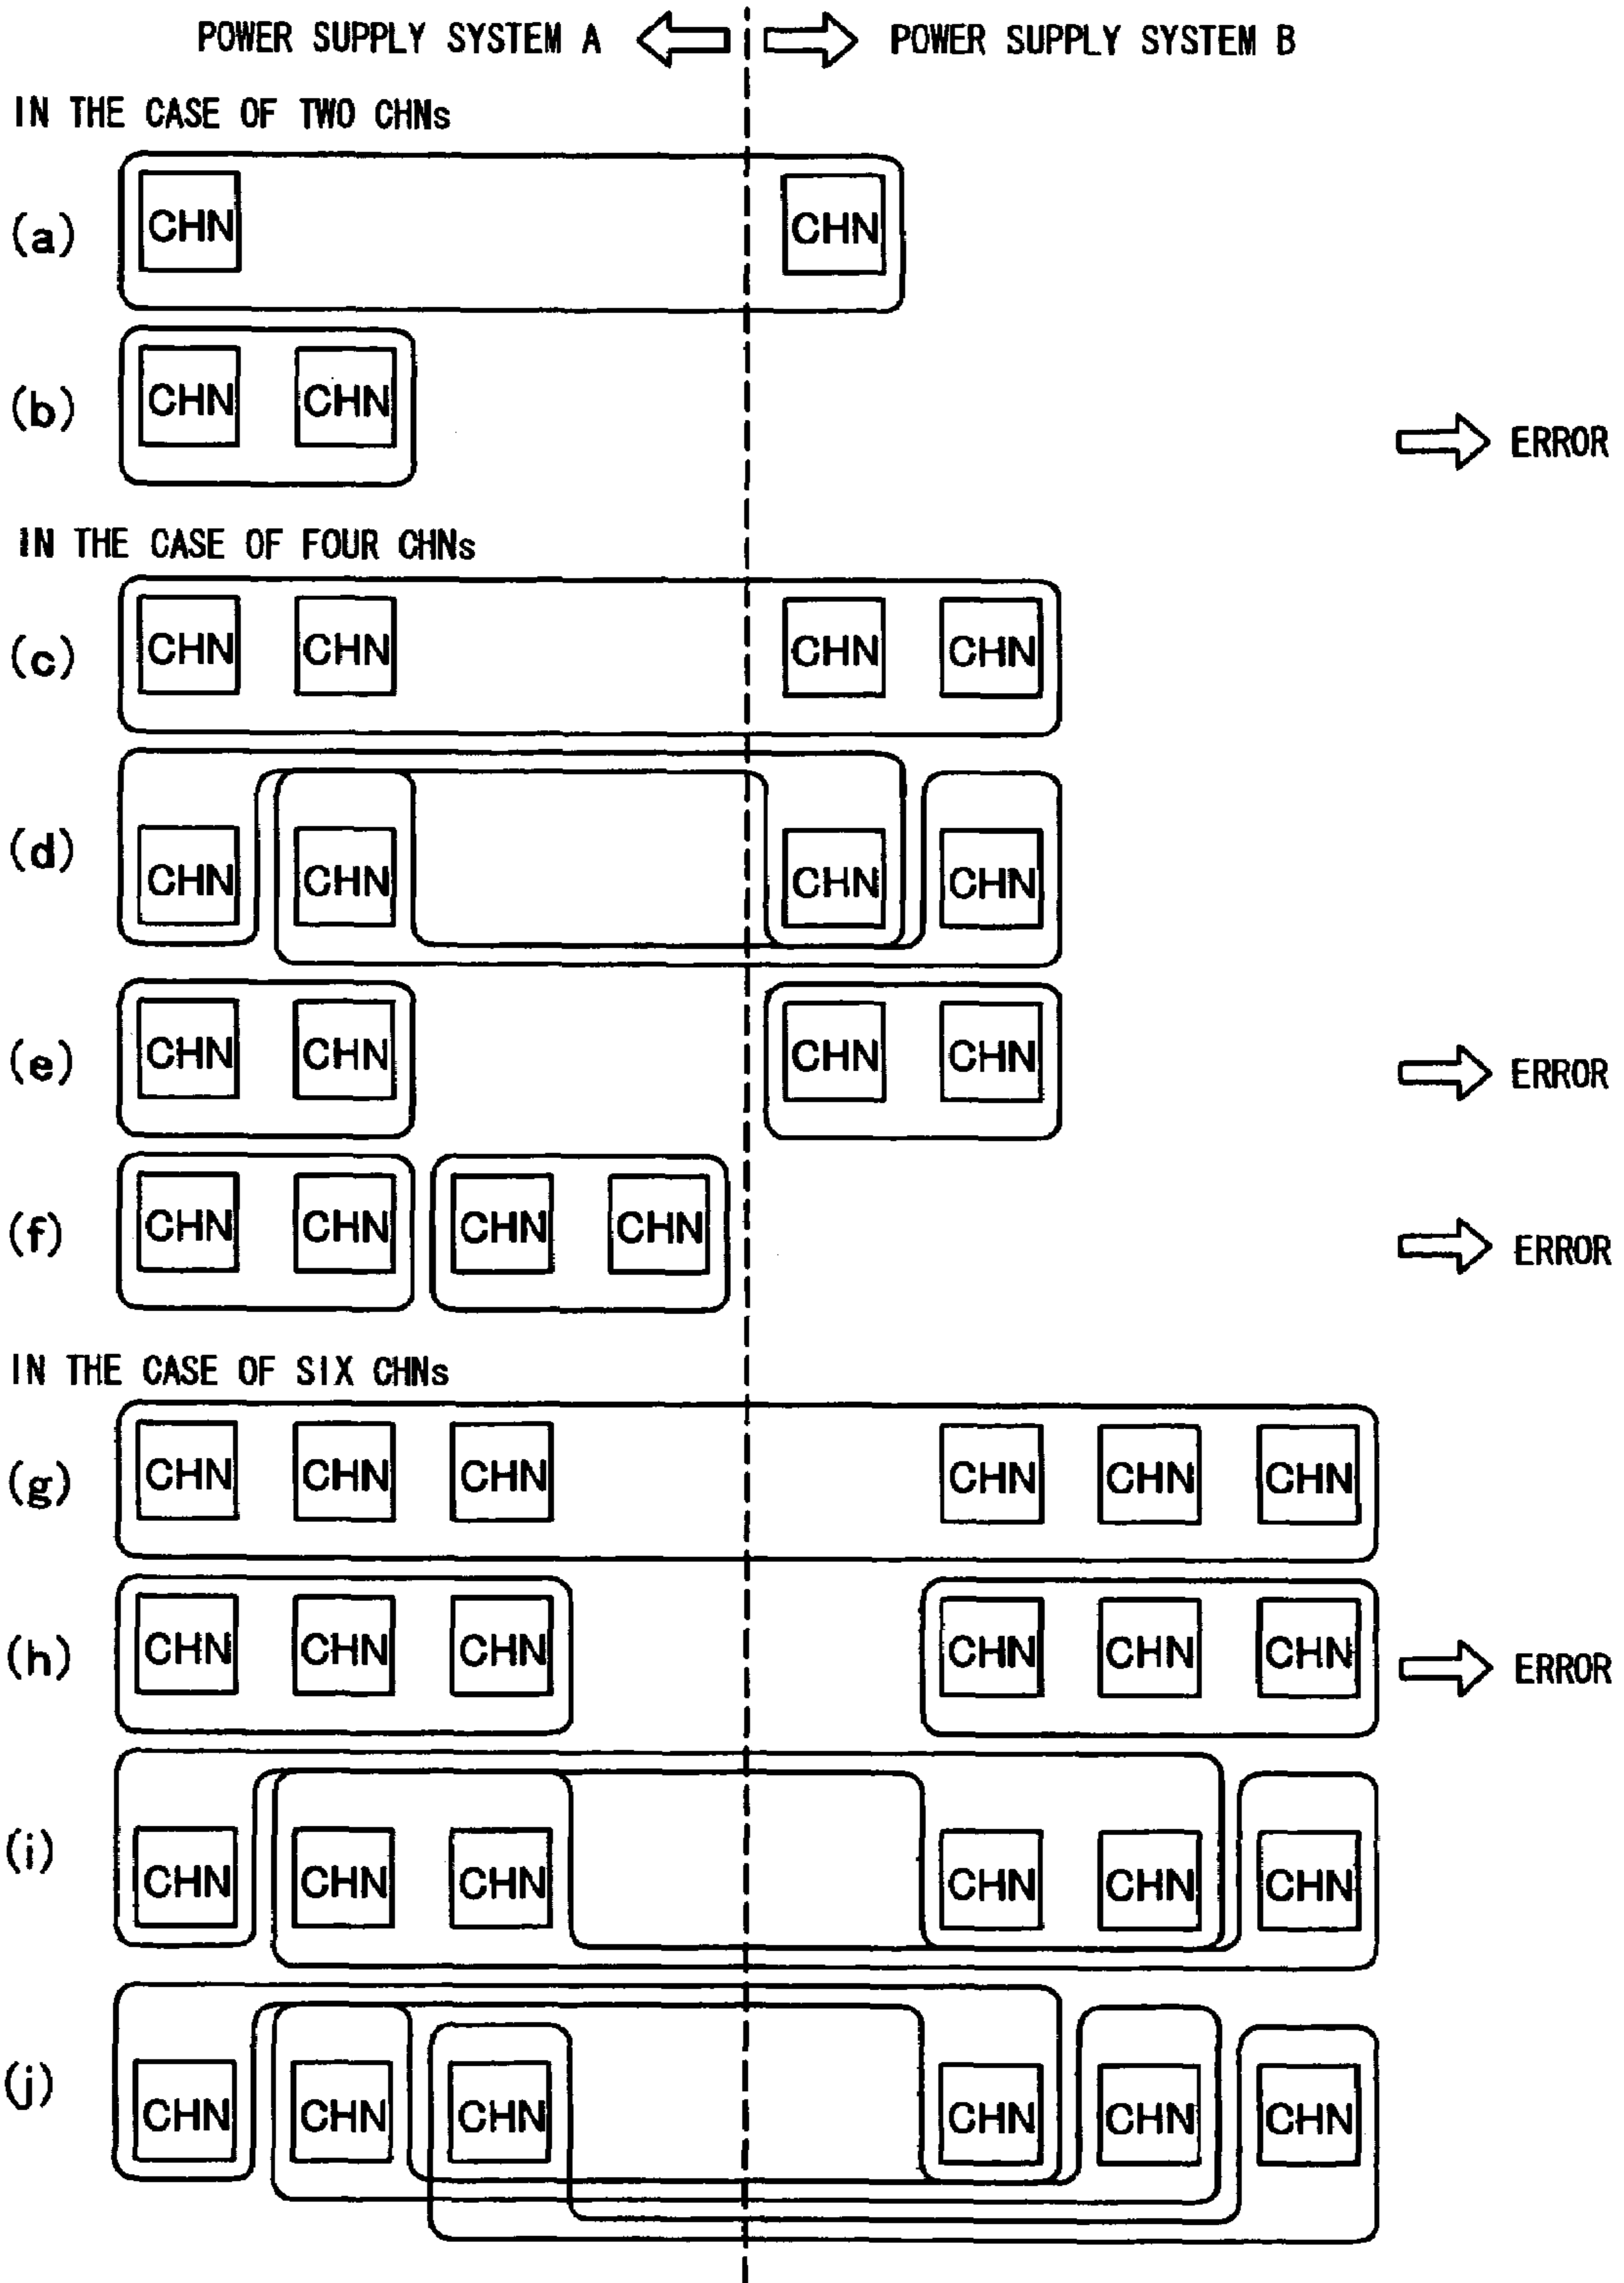 POWER SUPPLY SYSTEM A POWER SUPPLY SYSTEM B
IN THE CASE OF TWO CHNs
(a) CHN CHN
(b) CHN CHN ERROR
IN THE CASE OF FOUR CHNs
(c) CHN CHN CHN CHN
(d) CHN CHN CHN CHN
(e) CHN CHN CHN CHN ERROR
(f) CHN CHN CHN CHN ERROR
IN THE CASE OF SIX CHNs
(g) CHN CHN CHN CHN CHN CHN
(h) CHN CHN CHN CHN CHN CHN ERROR
(i) CHN CHN CHN CHN CHN CHN
(j) CHN CHN CHN CHN CHN CHN